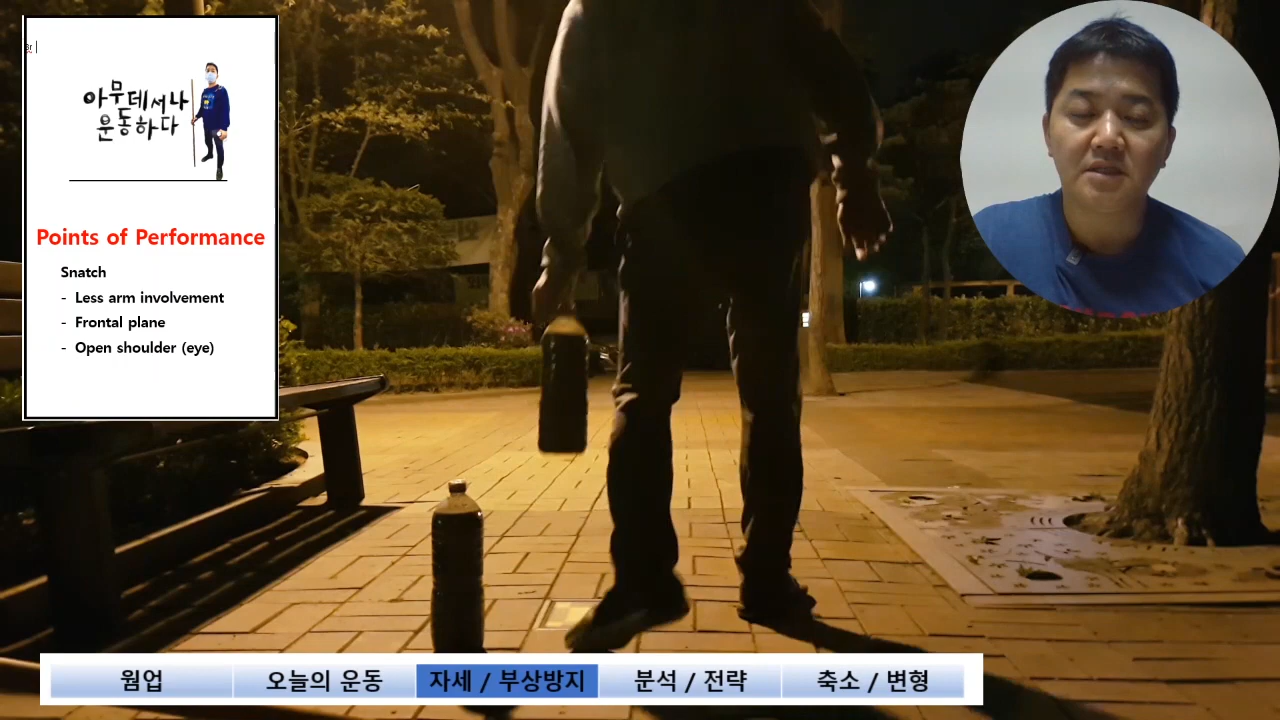 아무데서나
운동하다
Points of Performance
Snatch
- Less arm involvement
- Frontal plane
- Open shoulder (eye)
웜업
오늘의 운동
자세 / 부상방지
분석 / 전략
축소 / 변형